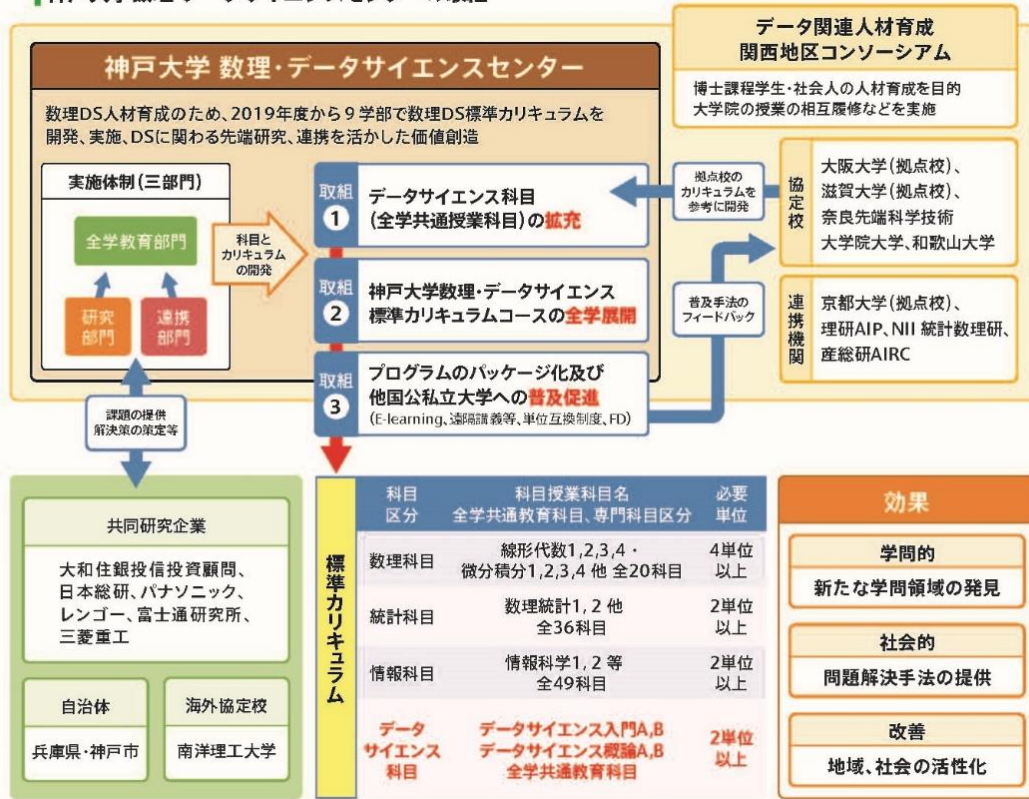 神戸大学 数理・データサイエンスセンター
数理DS人材育成のため、2019年度から9学部で数理DS標準カリキュラムを
開発、実施、DSに関わる先端研究、連携を活かした価値創造
実施体制(三部門)
全学教育部門
研究
部門
連携
部門
科目と
カリキュラム
の開発
取組
1
データサイエンス科目
(全学共通授業科目)の拡充
取組
2
神戸大学数理・データサイエンス
標準カリキュラムコースの全学展開
取組
3
プログラムのパッケージ化及び
他国公私立大学への普及促進
(E-learning、遠隔講義等、単位互換制度、FD)
データ関連人材育成
関西地区コンソーシアム
博士課程学生・社会人の人材育成を目的
大学院の授業の相互履修などを実施
拠点校の
カリキュラムを
参考に開発
協定校
大阪大学(拠点校)、
滋賀大学(拠点校)、
奈良先端科学技術
大学院大学、和歌山大学
普及手法の
フィードバック
連携機関
京都大学(拠点校)、
理研AIP、NII 統計数理研、
産総研AIRC
課題の提供
解決策の策定等
共同研究企業
大和住銀投信投資顧問、
日本総研、パナソニック、
レンゴー、富士通研究所、
三菱重工
自治体
兵庫県・神戸市
海外協定校
南洋理工大学
標準カリキュラム
科目
区分
科目授業科目名
全学共通教育科目、専門科目区分
必要
単位
数理科目
線形代数1,2,3,4・
微分積分1,2,3,4 他 全20科目
4単位
以上
統計科目
数理統計1, 2 他
全36科目
2単位
以上
情報科目
情報科学1, 2 等
全49科目
2単位
以上
データ
サイエンス
科目
データサイエンス入門A,B
データサイエンス概論A,B
全学共通教育科目
2単位
以上
効果
学問的
新たな学問領域の発見
社会的
問題解決手法の提供
改善
地域、社会の活性化